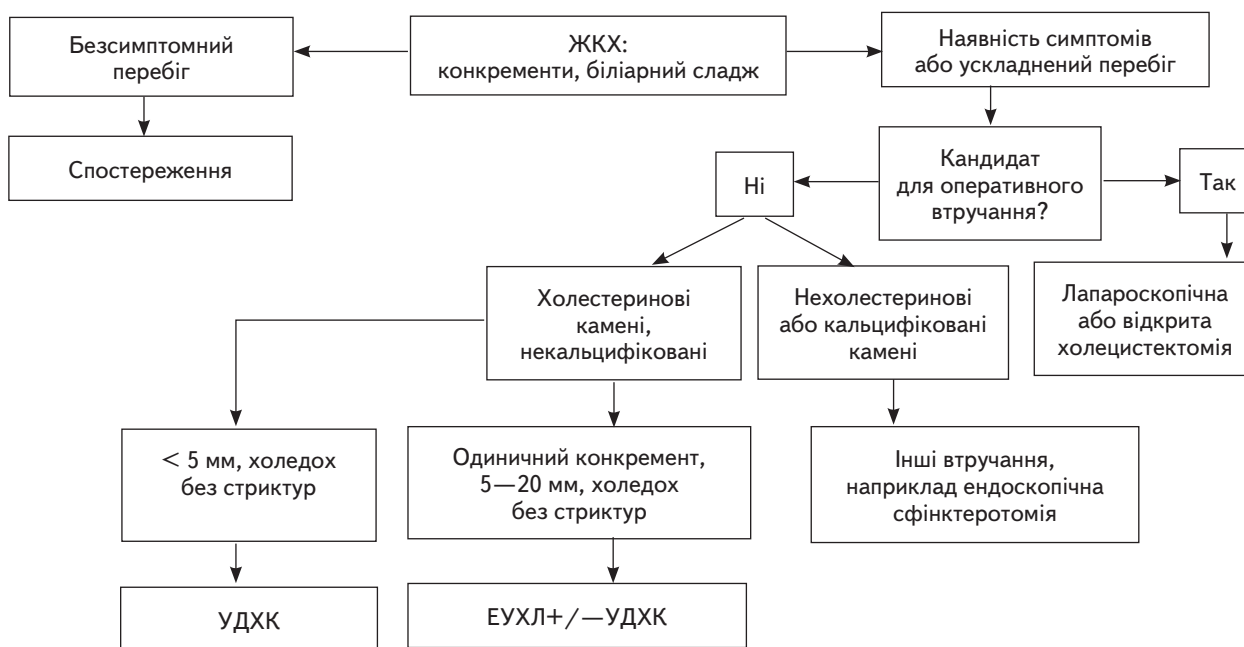 Безсимптомний
перебіг
ЖКХ:
конкременти, біліарний сладж
Наявність симптомів
або ускладнений перебіг
Спостереження
Ні
Кандидат
для оперативного
втручання?
Так
Холестеринові
камені,
некальцифіковані
Нехолестеринові
або кальцифіковані
камені
Лапароскопічна
або відкрита
холецистектомія
< 5 мм, холедох
без стриктур
Одиничний конкремент,
5—20 мм, холедох
без стриктур
Інші втручання,
наприклад ендоскопічна
сфінктеротомія
УДХК
ЕУХЛ+/—УДХК